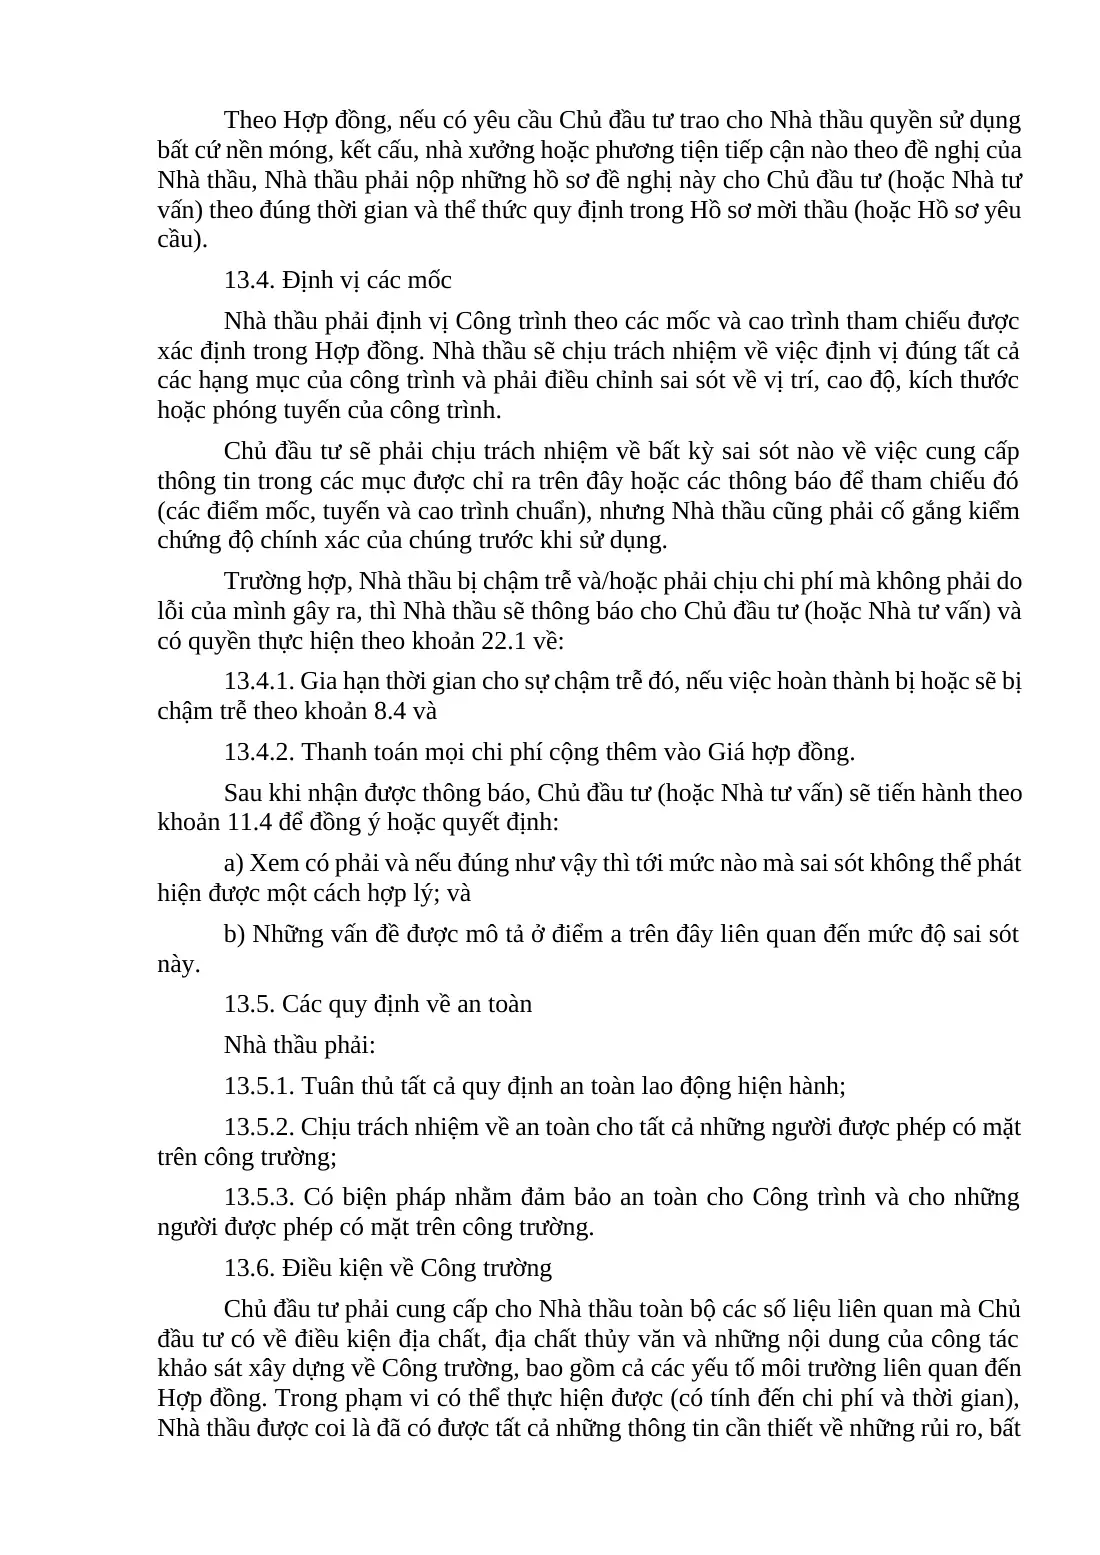 Theo Hợp đồng, nếu có yêu cầu Chủ đầu tư trao cho Nhà thầu quyền sử dụng
bất cứ nền móng, kết cấu, nhà xưởng hoặc phương tiện tiếp cận nào theo đề nghị của
Nhà thầu, Nhà thầu phải nộp những hồ sơ đề nghị này cho Chủ đầu tư (hoặc Nhà tư
vấn) theo đúng thời gian và thể thức quy định trong Hồ sơ mời thầu (hoặc Hồ sơ yêu
cầu).
13.4. Định vị các mốc
Nhà thầu phải định vị Công trình theo các mốc và cao trình tham chiếu được
xác định trong Hợp đồng. Nhà thầu sẽ chịu trách nhiệm về việc định vị đúng tất cả
các hạng mục của công trình và phải điều chỉnh sai sót về vị trí, cao độ, kích thước
hoặc phóng tuyến của công trình.
Chủ đầu tư sẽ phải chịu trách nhiệm về bất kỳ sai sót nào về việc cung cấp
thông tin trong các mục được chỉ ra trên đây hoặc các thông báo để tham chiếu đó
(các điểm mốc, tuyến và cao trình chuẩn), nhưng Nhà thầu cũng phải cố gắng kiểm
chứng độ chính xác của chúng trước khi sử dụng.
Trường hợp, Nhà thầu bị chậm trễ và/hoặc phải chịu chi phí mà không phải do
lỗi của mình gây ra, thì Nhà thầu sẽ thông báo cho Chủ đầu tư (hoặc Nhà tư vấn) và
có quyền thực hiện theo khoản 22.1 về:
13.4.1. Gia hạn thời gian cho sự chậm trễ đó, nếu việc hoàn thành bị hoặc sẽ bị
chậm trễ theo khoản 8.4 và
13.4.2. Thanh toán mọi chi phí cộng thêm vào Giá hợp đồng.
Sau khi nhận được thông báo, Chủ đầu tư (hoặc Nhà tư vấn) sẽ tiến hành theo
khoản 11.4 để đồng ý hoặc quyết định:
a) Xem có phải và nếu đúng như vậy thì tới mức nào mà sai sót không thể phát
hiện được một cách hợp lý; và
b) Những vấn đề được mô tả ở điểm a trên đây liên quan đến mức độ sai sót
này.
13.5. Các quy định về an toàn
Nhà thầu phải:
13.5.1. Tuân thủ tất cả quy định an toàn lao động hiện hành;
13.5.2. Chịu trách nhiệm về an toàn cho tất cả những người được phép có mặt
trên công trường;
13.5.3. Có biện pháp nhằm đảm bảo an toàn cho Công trình và cho những
người được phép có mặt trên công trường.
13.6. Điều kiện về Công trường
Chủ đầu tư phải cung cấp cho Nhà thầu toàn bộ các số liệu liên quan mà Chủ
đầu tư có về điều kiện địa chất, địa chất thủy văn và những nội dung của công tác
khảo sát xây dựng về Công trường, bao gồm cả các yếu tố môi trường liên quan đến
Hợp đồng. Trong phạm vi có thể thực hiện được (có tính đến chi phí và thời gian),
Nhà thầu được coi là đã có được tất cả những thông tin cần thiết về những rủi ro, bất